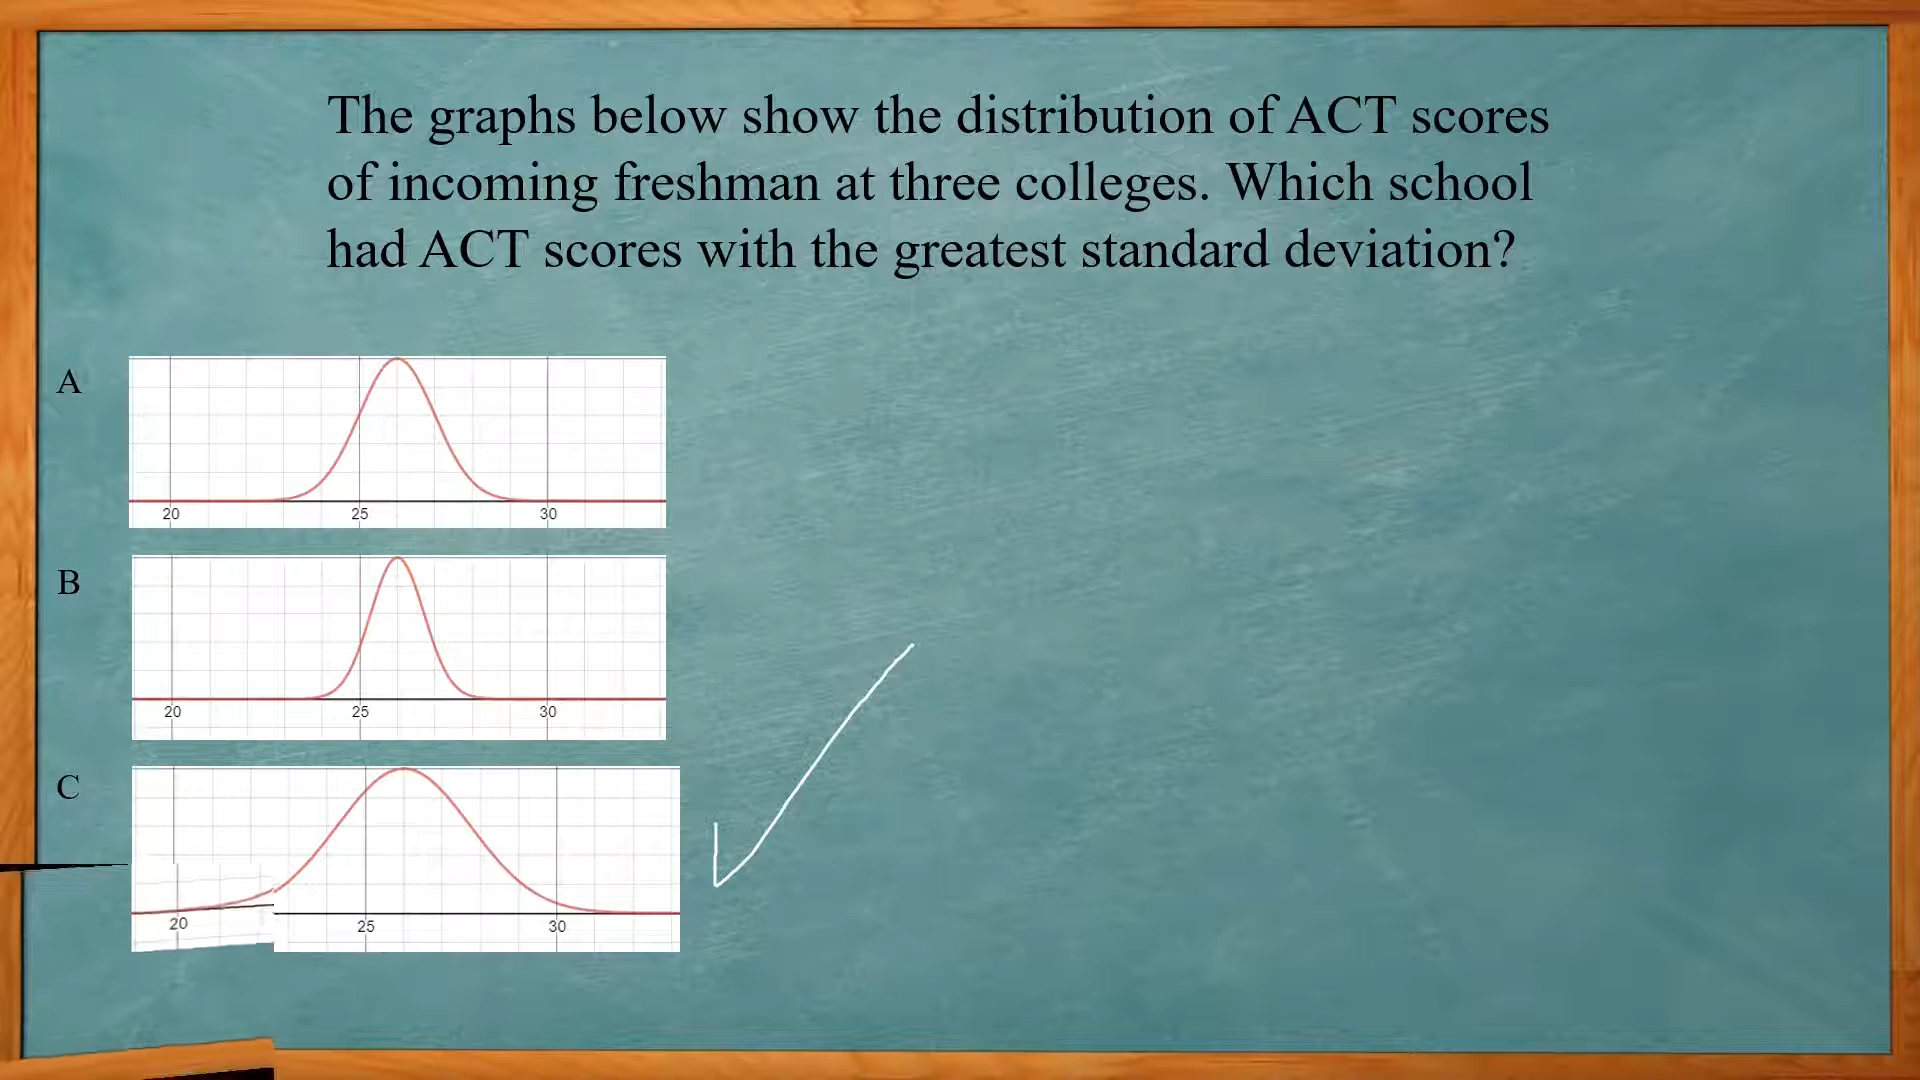 The graphs below show the distribution of ACT scores
of incoming freshman at three colleges. Which school
had ACT scores with the greatest standard deviation?
A
20 25 30
B
20 25 30
C
20 25 30